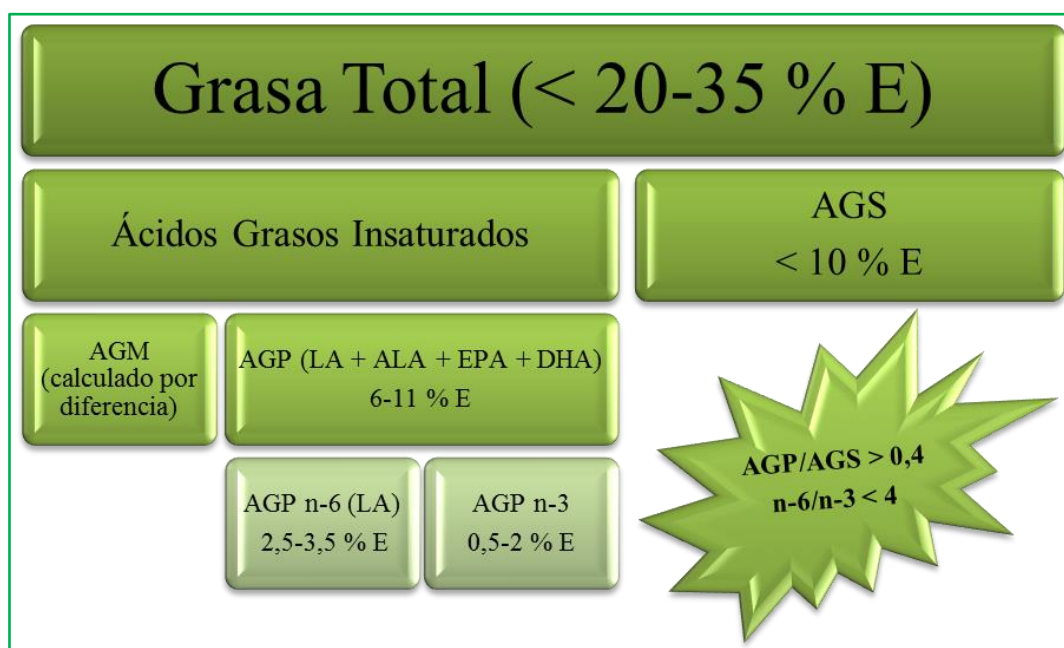 Grasa Total (< 20-35 % E)
Ácidos Grasos Insaturados
AGS
< 10 % E
AGM
(calculado por
diferencia)
AGP (LA + ALA + EPA + DHA)
6-11 % E
AGP n-6 (LA)
2,5-3,5 % E
AGP n-3
0,5-2 % E
AGP/AGS > 0,4
n-6/n-3 < 4